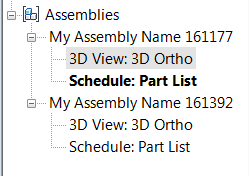 Assemblies
My Assembly Name 161177
3D View: 3D Ortho
Schedule: Part List
My Assembly Name 161392
3D View: 3D Ortho
Schedule: Part List